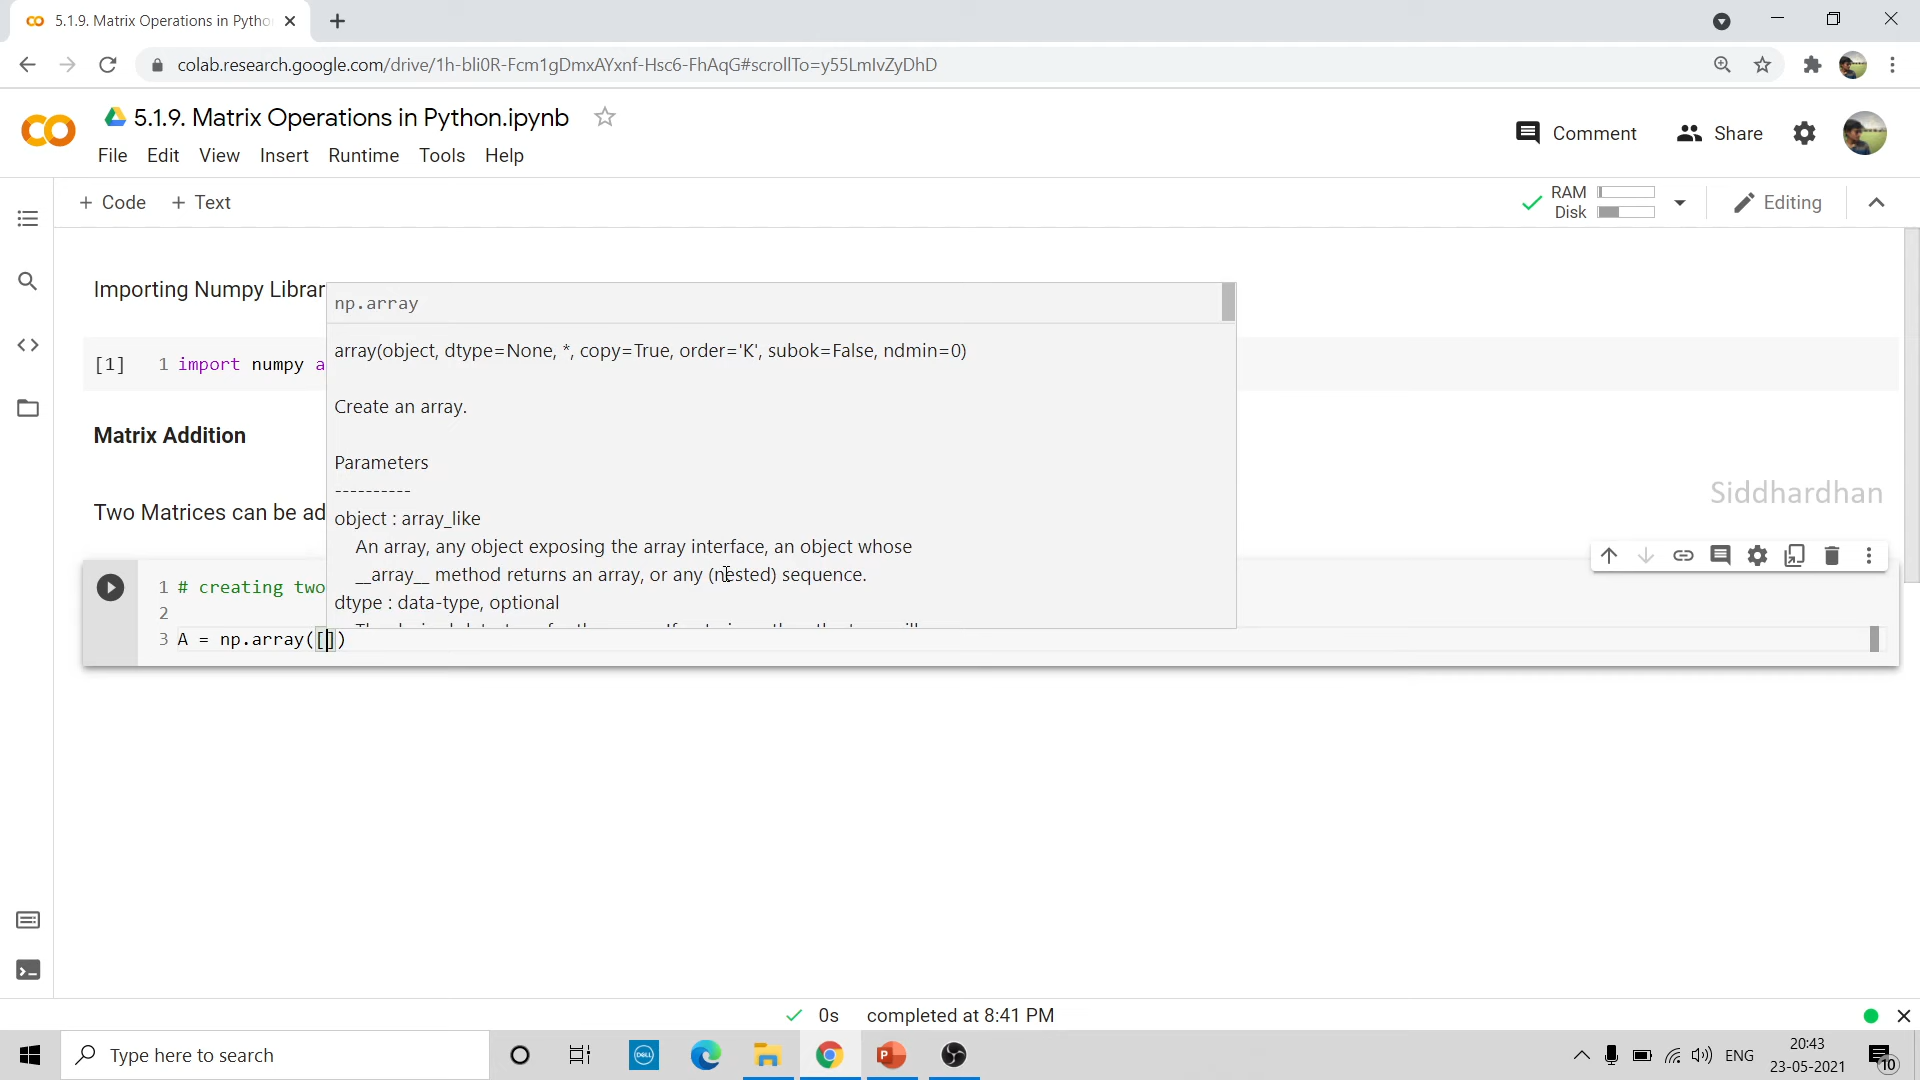 5.1.9. Matrix Operations in Pytho
colab.research.google.com/drive/1h-bli0R-Fcm1gDmxAYxnf-Hsc6-FhAqG#scrollTo=y55LmIvZyDhD
5.1.9. Matrix Operations in Python.ipynb
Comment Share
File Edit View Insert Runtime Tools Help
+ Code + Text
RAM
Disk
Editing
Importing Numpy Librar
np.array
array(object, dtype=None, *, copy=True, order='K', subok=False, ndmin=0)
[1] 1 import numpy a
Create an array.
Matrix Addition
Parameters
----------
Siddhardhan
Two Matrices can be ad
object : array_like
An array, any object exposing the array interface, an object whose
__array__ method returns an array, or any (nested) sequence.
dtype : data-type, optional
1 # creating two
2
3 A = np.array([])
0s completed at 8:41 PM
Type here to search
DELL
ENG
20:43
23-05-2021
10